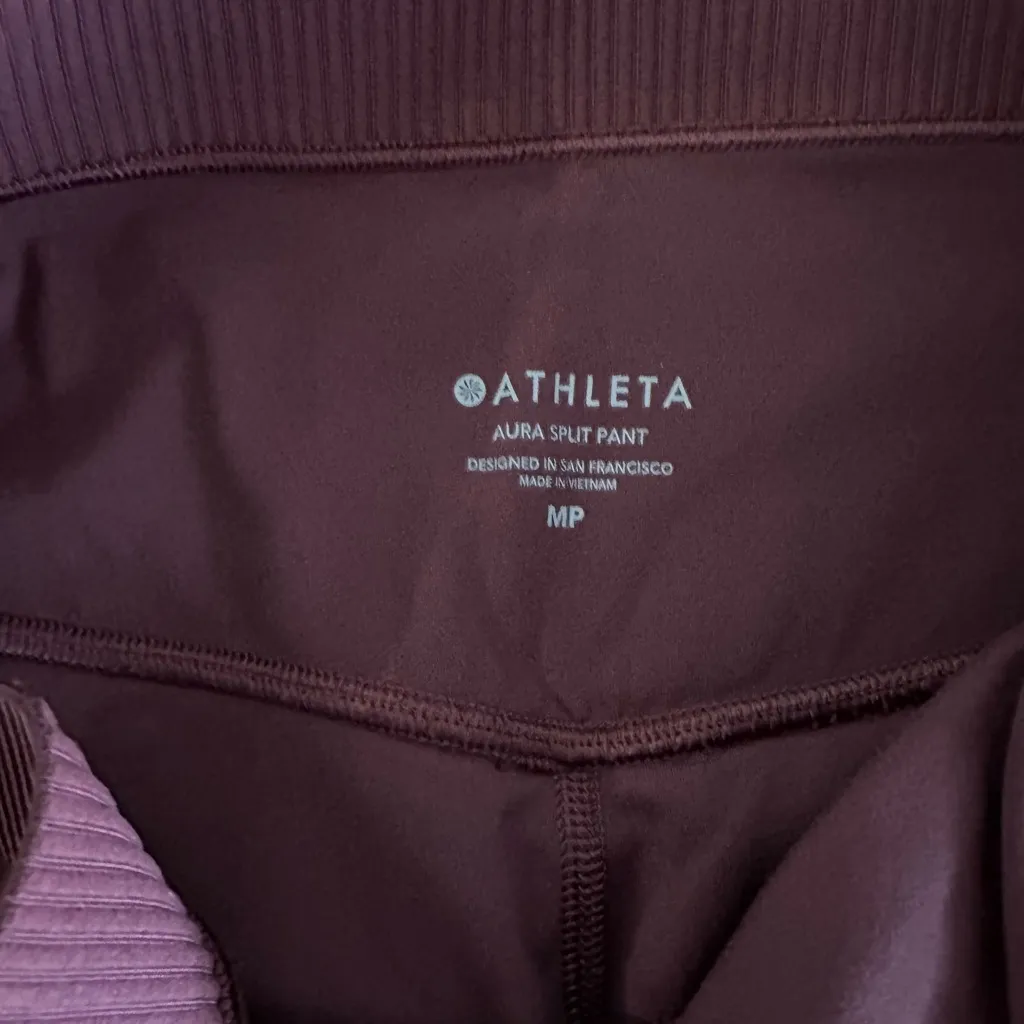 ATHLETA
AURA SPLIT PANT
DESIGNED IN SAN FRANCISCO
MADE IN VIETNAM
MP